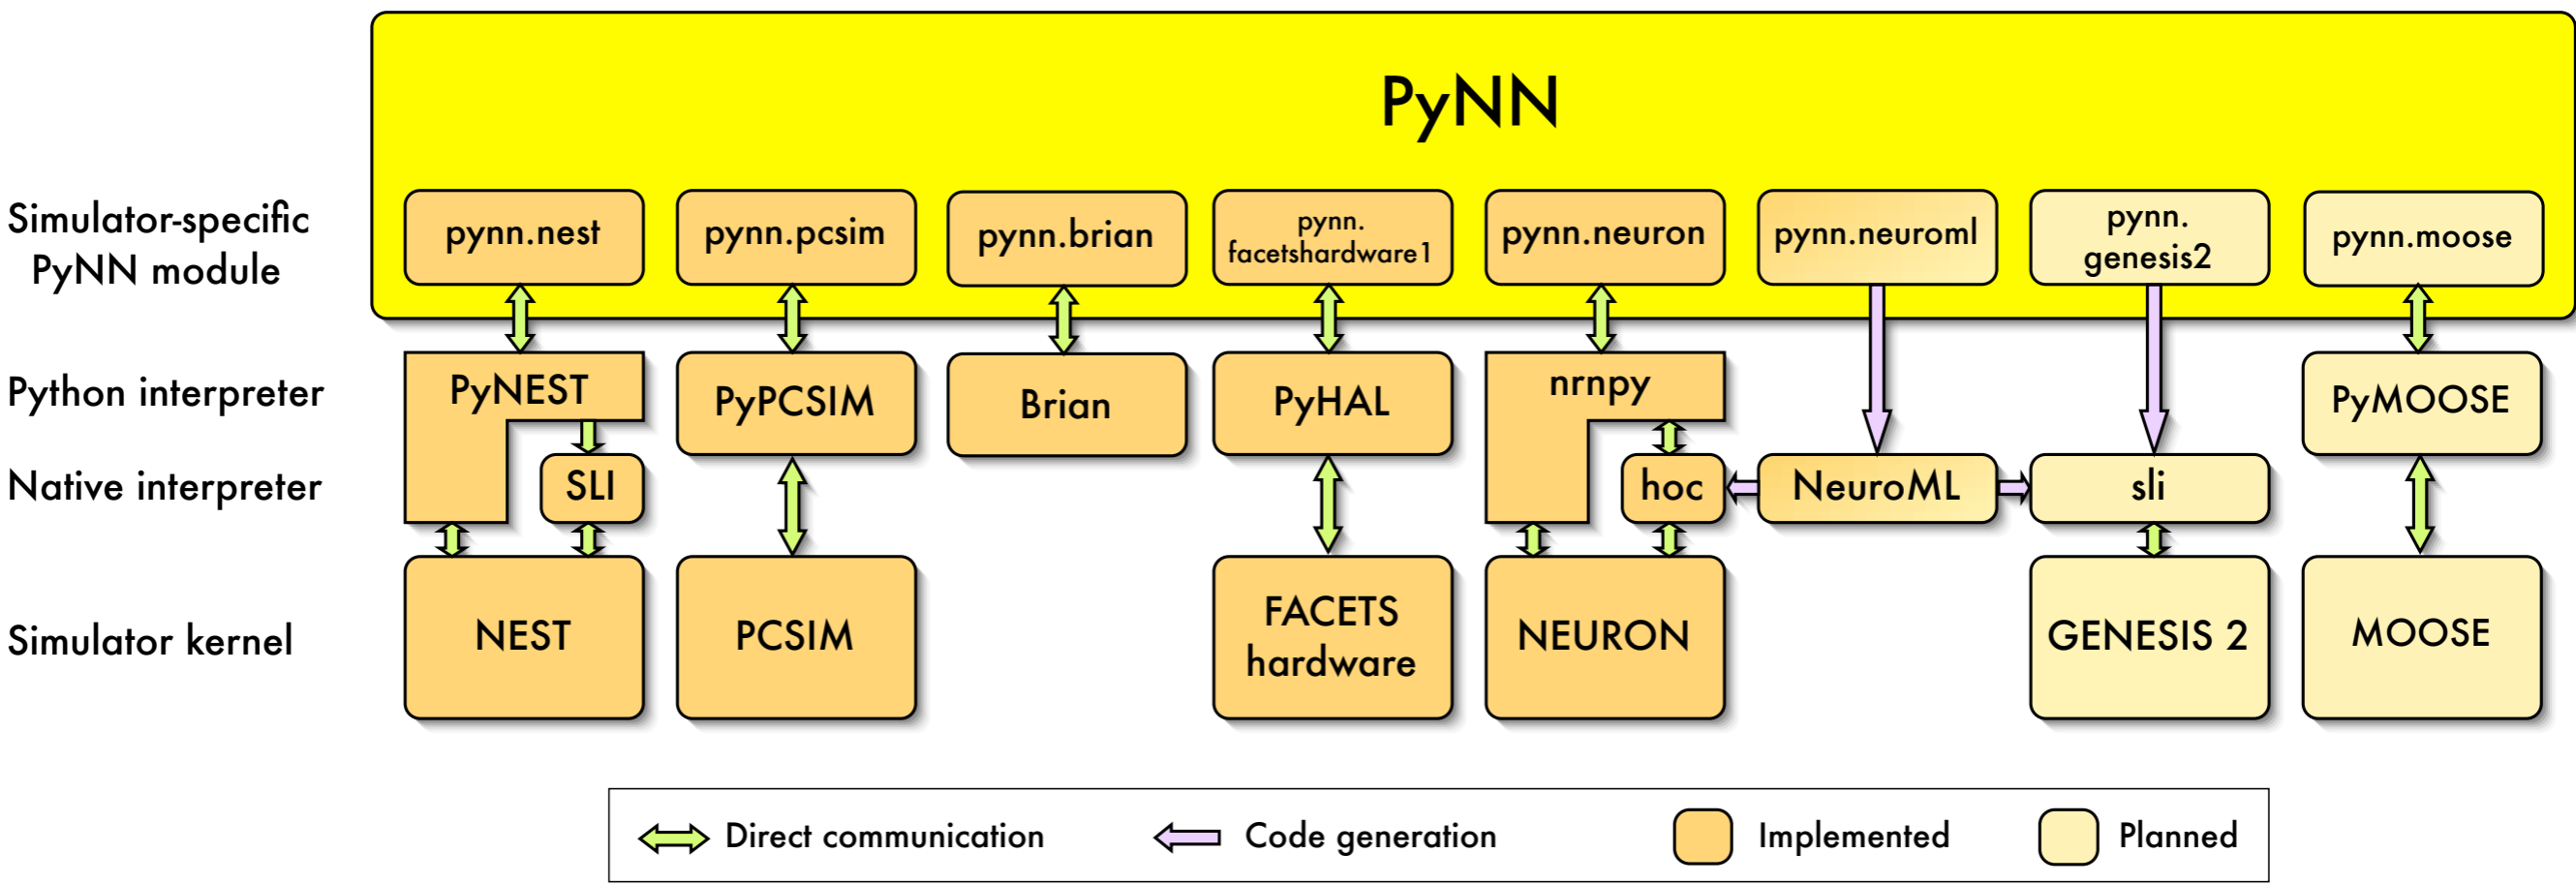 PyNN
Simulator-specific
PyNN module
pynn.nest
pynn.pcsim
pynn.brian
pynn.
facetshardware1
pynn.neuron
pynn.neuroml
pynn.
genesis2
pynn.moose
Python interpreter
PyNEST
PyPCSIM
Brian
PyHAL
nrnpy
PyMOOSE
Native interpreter
SLI
hoc
NeuroML
sli
Simulator kernel
NEST
PCSIM
FACETS
hardware
NEURON
GENESIS 2
MOOSE
Direct communication
Code generation
Implemented
Planned